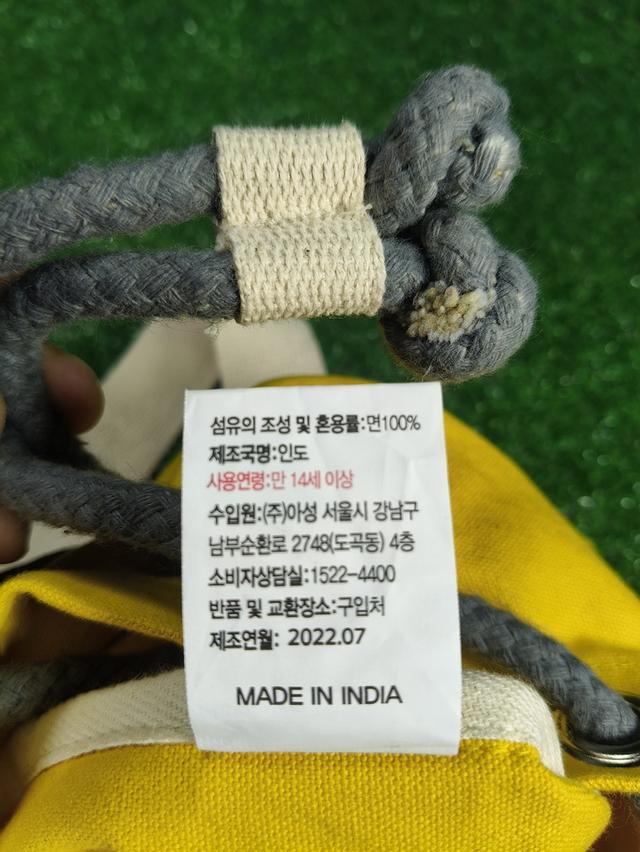 섬유의 조성 및 혼용률:면100%
제조국명:인도
사용연령:만 14세 이상
수입원:(주)아성 서울시 강남구
남부순환로 2748(도곡동) 4층
소비자상담실:1522-4400
반품 및 교환장소:구입처
제조연월: 2022.07
MADE IN INDIA